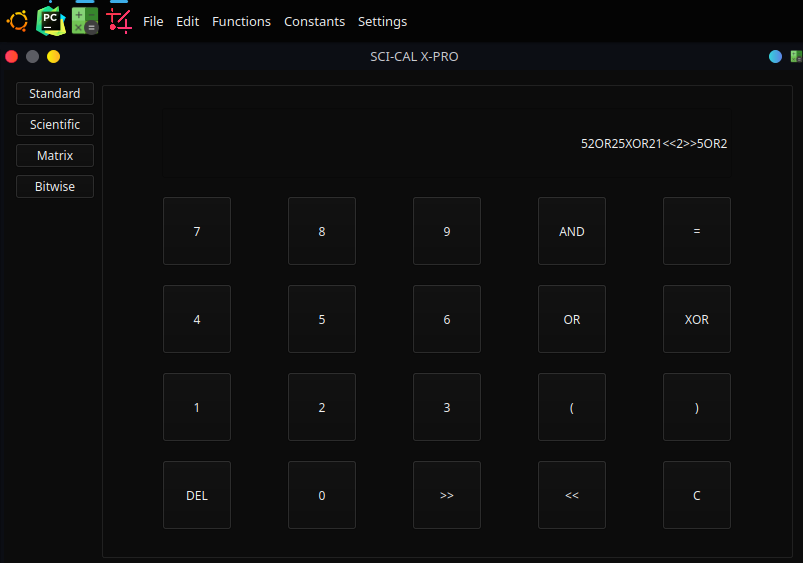 PC File Edit Functions Constants Settings
SCI-CAL X-PRO
Standard
Scientific
Matrix
Bitwise
52OR25XOR21<<2>>5OR2
7 8 9 AND =
4 5 6 OR XOR
1 2 3 ( )
DEL 0 >> << C